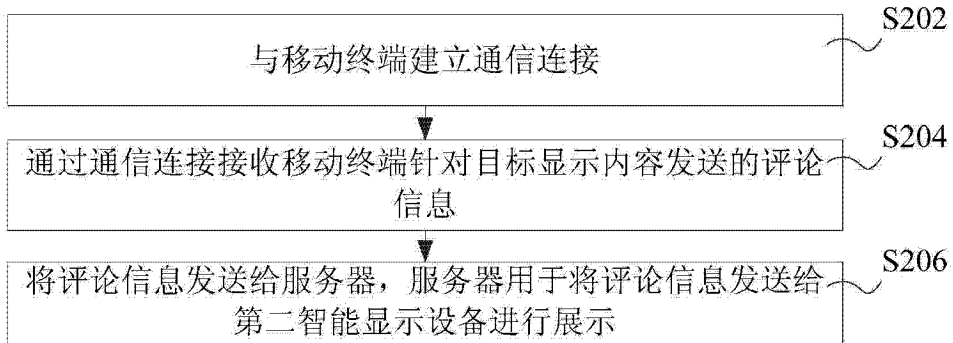 S202
与移动终端建立通信连接
S204
通过通信连接接收移动终端针对目标显示内容发送的评论
信息
S206
将评论信息发送给服务器，服务器用于将评论信息发送给
第二智能显示设备进行展示